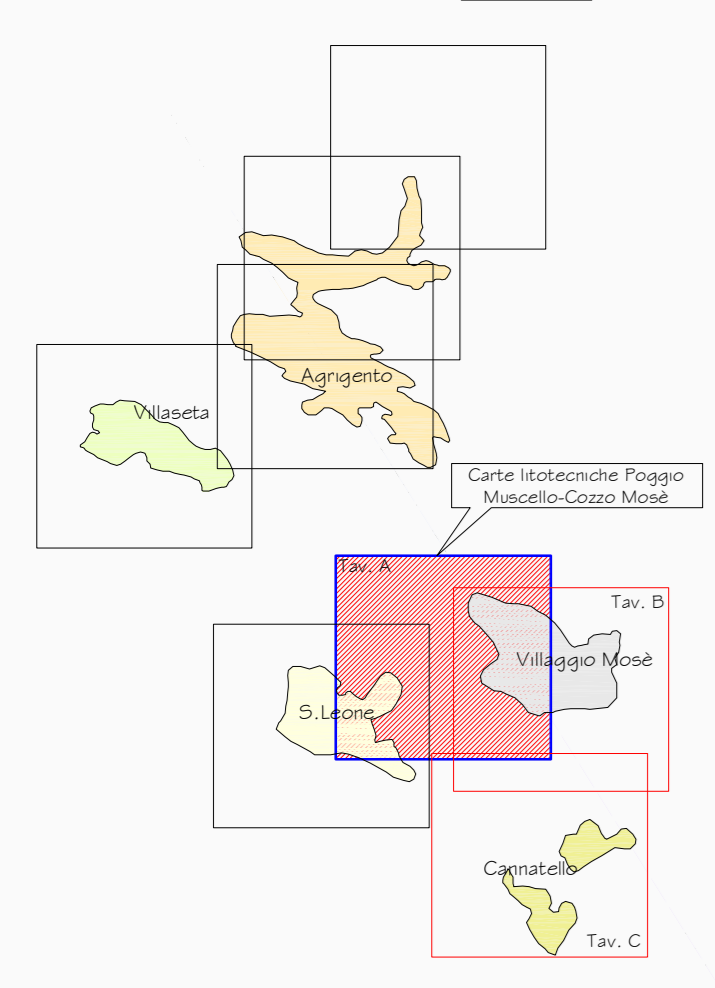 Agrigento
Villaseta
Carte litotecniche Poggio
Muscello-Cozzo Mosè
Tav. A
Tav. B
Villaggio Mosè
S.Leone
Cannatello
Tav. C